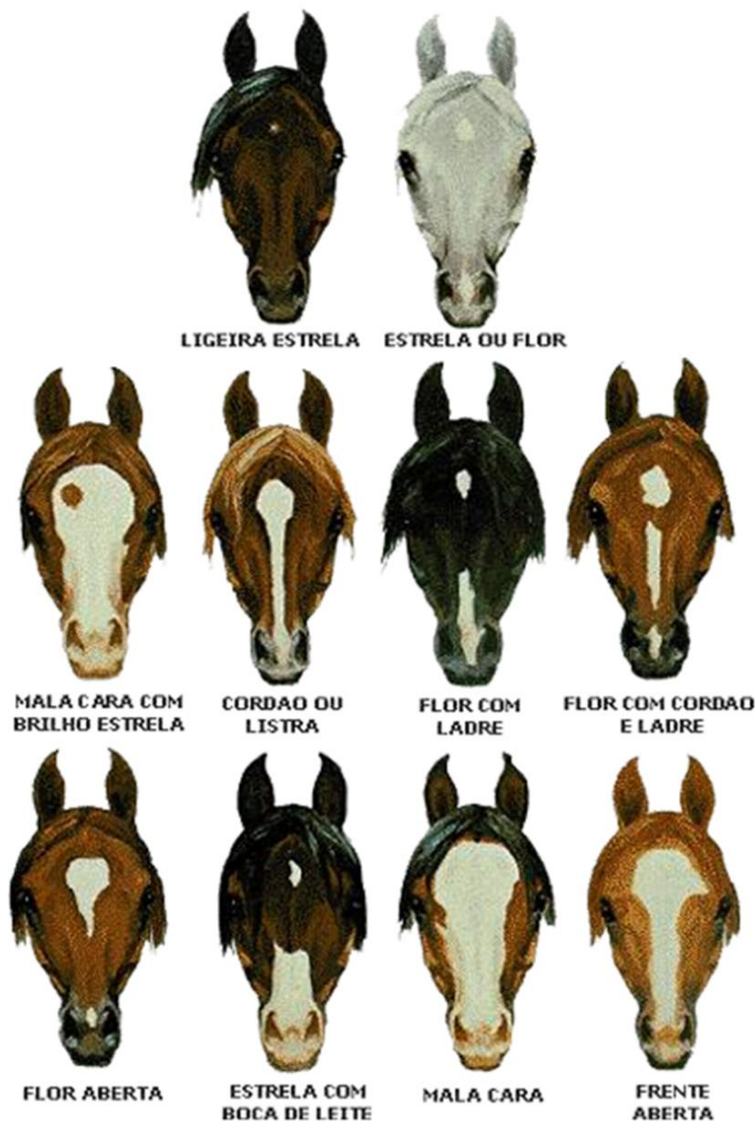 LIGEIRA ESTRELA
ESTRELA OU FLOR
MALA CARA COM
BRILHO ESTRELA
CORDAO OU
LISTRA
FLOR COM
LADRE
FLOR COM CORDAO
E LADRE
FLOR ABERTA
ESTRELA COM
BOCA DE LEITE
MALA CARA
FRENTE
ABERTA